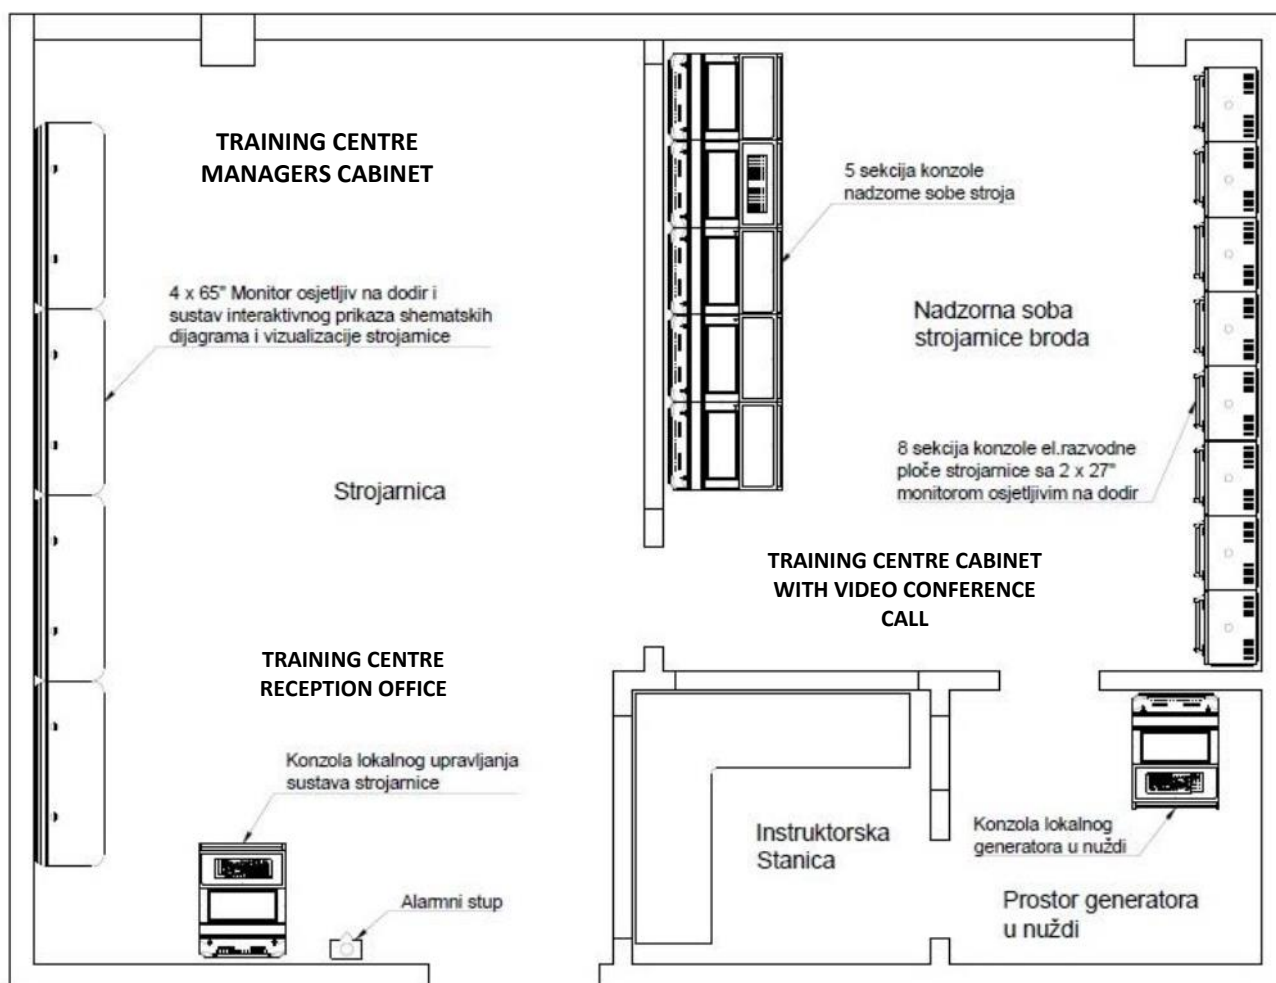 TRAINING CENTRE
MANAGERS CABINET
4 x 65" Monitor osjetljiv na dodir i
sustav interaktivnog prikaza shematskih
dijagrama i vizualizacije strojarnice
Strojarnica
TRAINING CENTRE
RECEPTION OFFICE
Konzola lokalnog upravljanja
sustava strojarnice
Alarmni stup
5 sekcija konzole
nadzorne sobe stroja
Nadzorna soba
strojarnice broda
8 sekcija konzole el.razvodne
ploče strojarnice sa 2 x 27"
monitorom osjetljivim na dodir
TRAINING CENTRE CABINET
WITH VIDEO CONFERENCE
CALL
Instruktorska
Stanica
Konzola lokalnog
generatora u nuždi
Prostor generatora
u nuždi